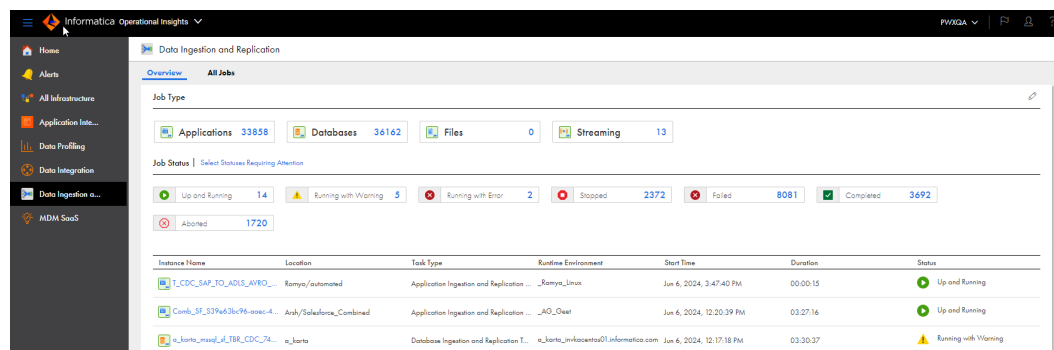 Informatica Operational Insights
PWXQA
Home
Alerts
All Infrastructure
Application Inte...
Data Profiling
Data Integration
Data Ingestion a...
MDM SaaS
Data Ingestion and Replication
Overview All Jobs
Job Type
Applications 33858 Databases 36162 Files 0 Streaming 13
Job Status | Select Statuses Requiring Attention
Up and Running 14 Running with Warning 5 Running with Error 2 Stopped 2372 Failed 8081 Completed 3692
Aborted 1720
Instance Name Location Task Type Runtime Environment Start Time Duration Status
T_CDC_SAP_TO_ADLS_AVRO_... Ramya/automated Application Ingestion and Replication ... _Ramya_Linux Jun 6, 2024, 3:47:40 PM 00:00:15 Up and Running
Comb_SF_S39e63bc96-aaec-4... Arsh/Salesforce_Combined Application Ingestion and Replication ... _AG_Geet Jun 6, 2024, 12:20:39 PM 03:27:16 Up and Running
a_karta_mssql_sf_TBR_CDC_74... a_karta Database Ingestion and Replication T... a_karta_invkacentos01.informatica.com Jun 6, 2024, 12:17:18 PM 03:30:37 Running with Warning